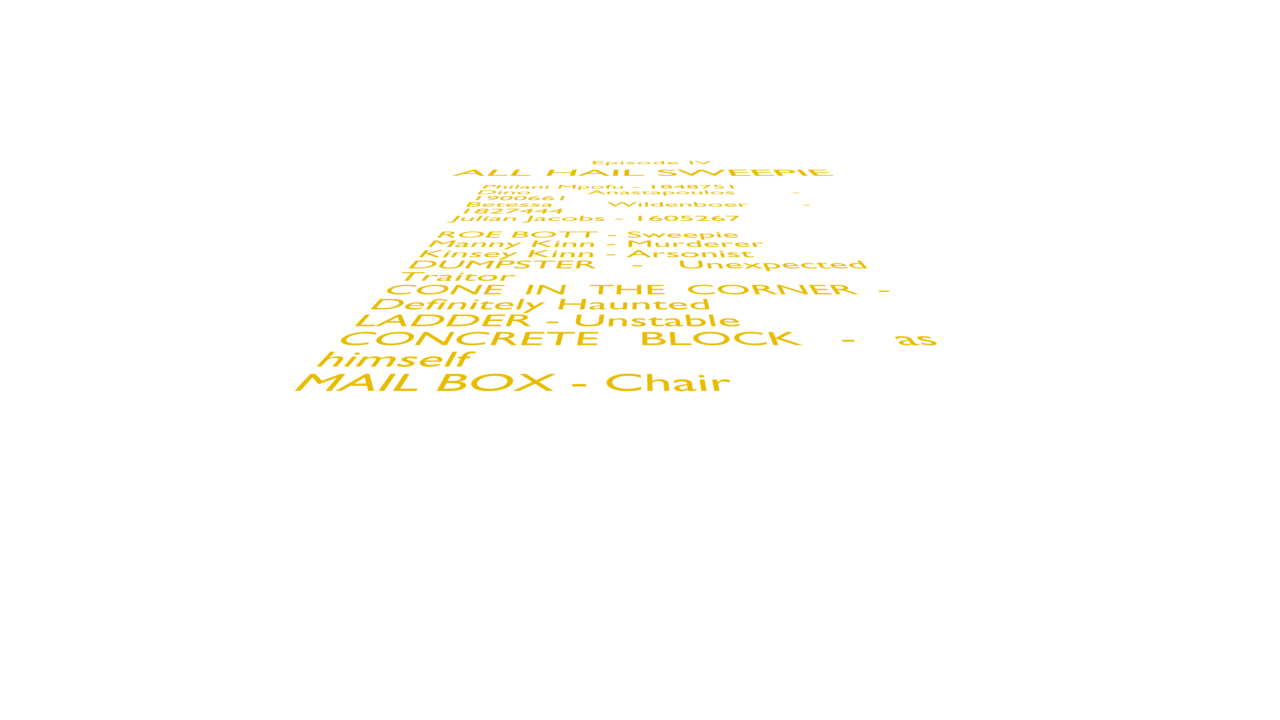 Episode IV
ALL HAIL SWEEPIE
Philani Mpofu - 1848751
Dino Anastapoulos -
1900661
Betessa Wildenboer -
1827444
Julian Jacobs - 1605267
ROE BOTT - Sweepie
Manny Kinn - Murderer
Kinsey Kinn - Arsonist
DUMPSTER - Unexpected
Traitor
CONE IN THE CORNER -
Definitely Haunted
LADDER - Unstable
CONCRETE BLOCK - as
himself
MAIL BOX - Chair